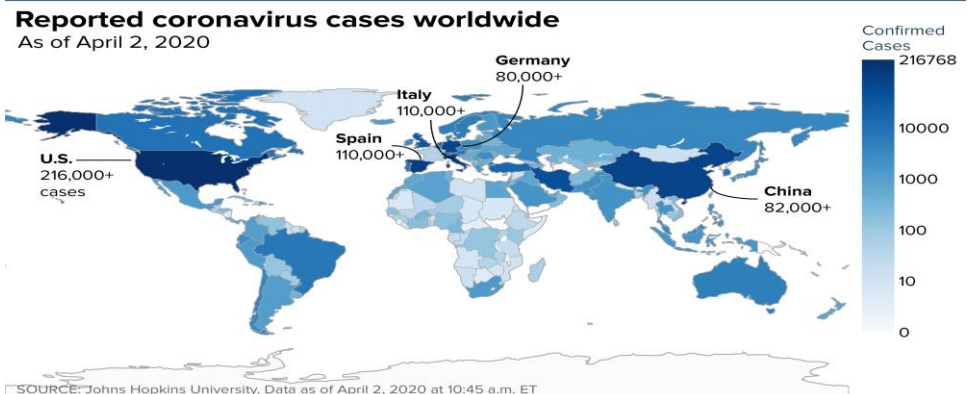 Reported coronavirus cases worldwide
As of April 2, 2020
Confirmed
Cases
216768
10000
1000
100
10
0
Germany
80,000+
Italy
110,000+
Spain
110,000+
U.S.
216,000+
cases
China
82,000+
SOURCE: Johns Hopkins University. Data as of April 2, 2020 at 10:45 a.m. ET